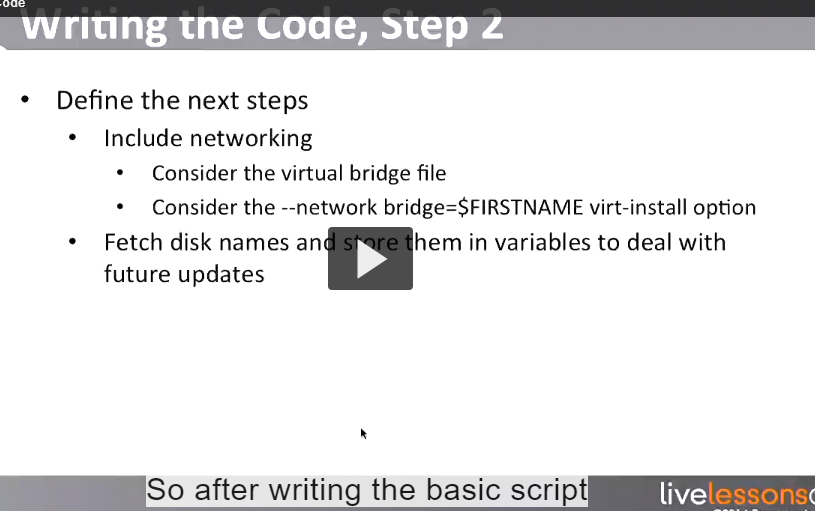 Code
Writing the Code, Step 2
• Define the next steps
• Include networking
• Consider the virtual bridge file
• Consider the --network bridge=$FIRSTNAME virt-install option
• Fetch disk names and store them in variables to deal with
future updates
So after writing the basic script
livelessons